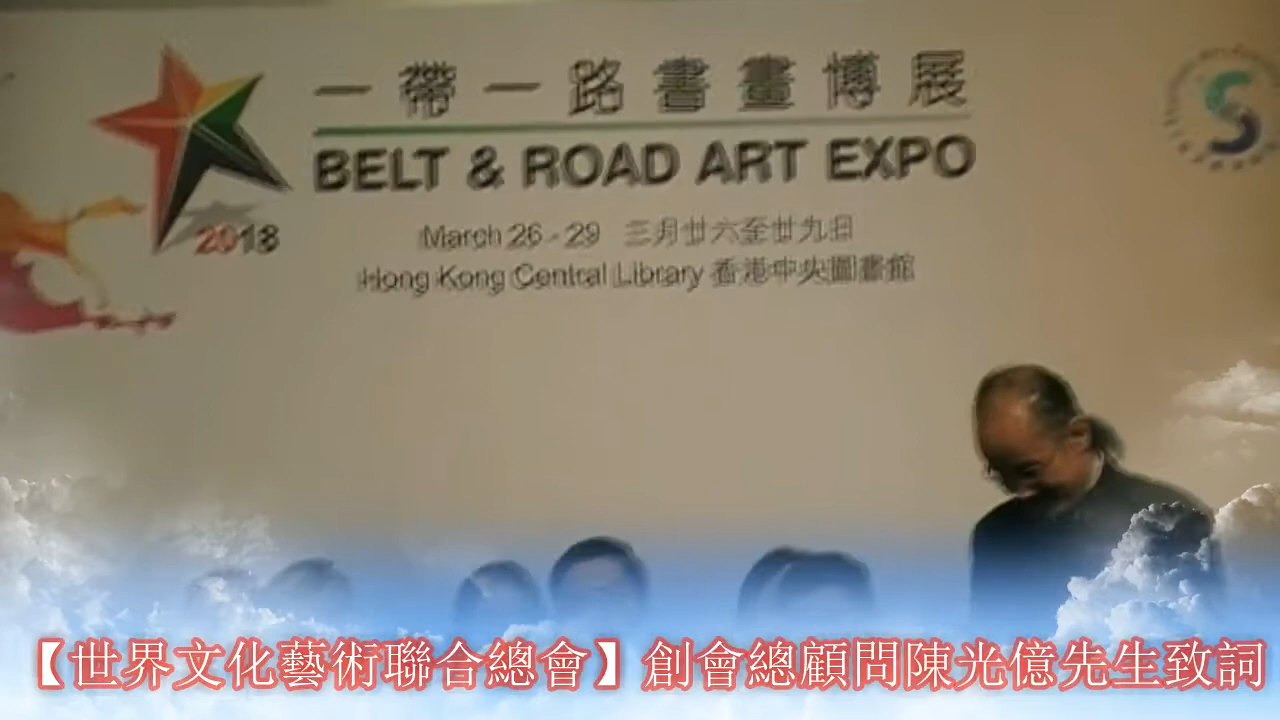 一帶一路書畫博展
BELT & ROAD ART EXPO
2018
March 26 - 29 三月廿六至廿九日
Hong Kong Central Library 香港中央圖書館
【世界文化藝術聯合總會】創會總顧問陳光億先生致詞